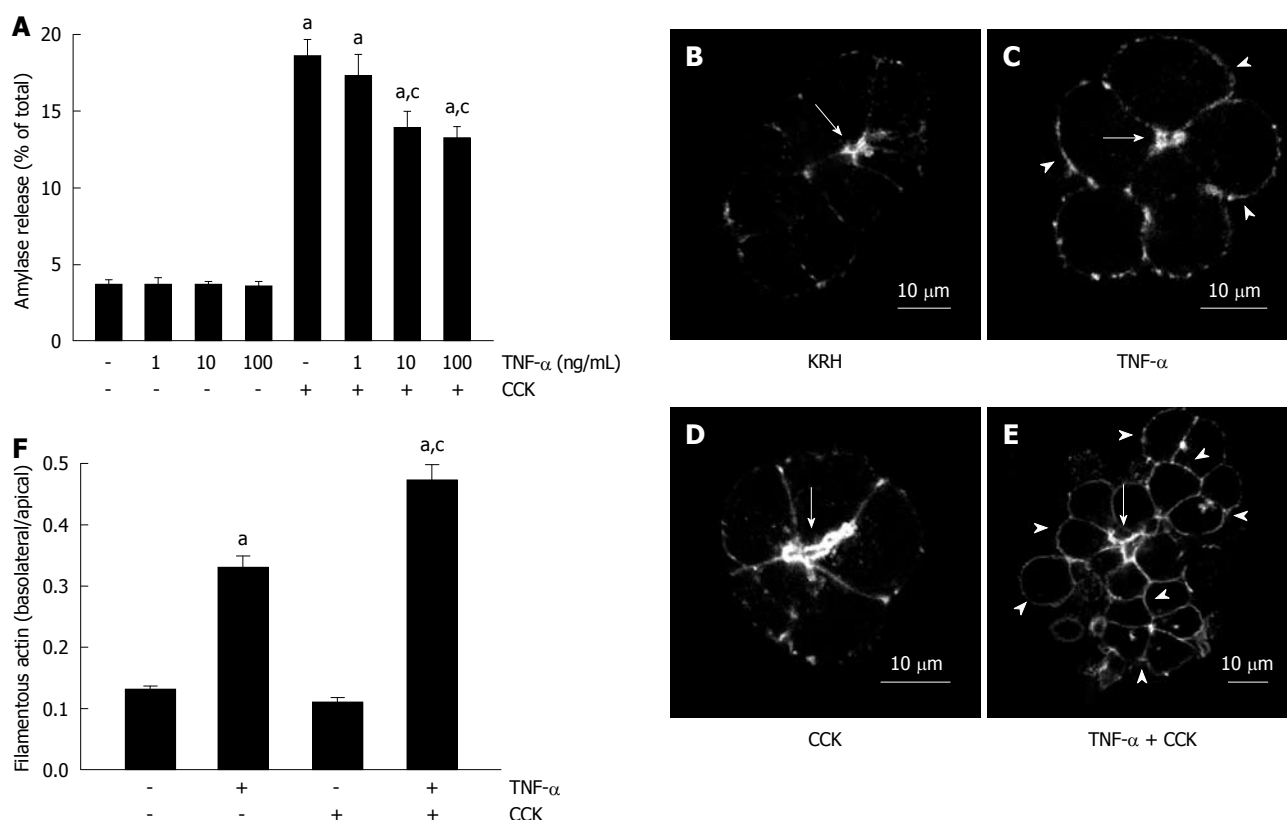 A
Amylase release (% of total)
20
15
10
5
0
a
a
a,c
a,c
- 1 10 100 - 1 10 100 TNF-α (ng/mL)
- - - - + + + + CCK
B
10 μm
KRH
C
10 μm
TNF-α
D
10 μm
CCK
E
10 μm
TNF-α + CCK
F
Filamentous actin (basolateral/apical)
0.5
0.4
0.3
0.2
0.1
0.0
a
a,c
- + - + TNF-α
- - + + CCK